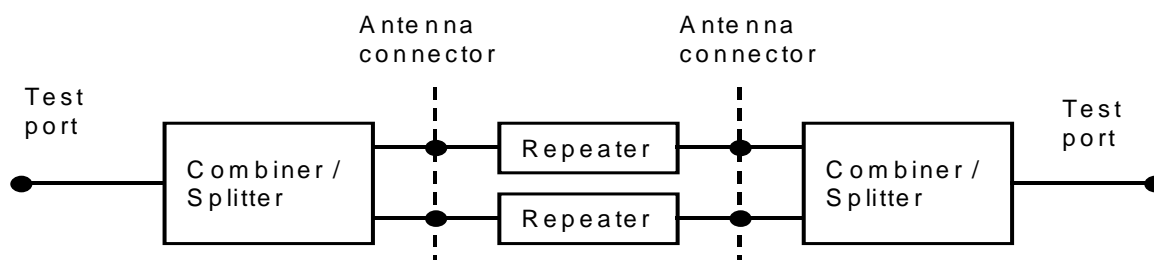 Antenna
connector
Antenna
connector
Test
port
Test
port
Combiner/
Splitter
Repeater
Repeater
Combiner/
Splitter